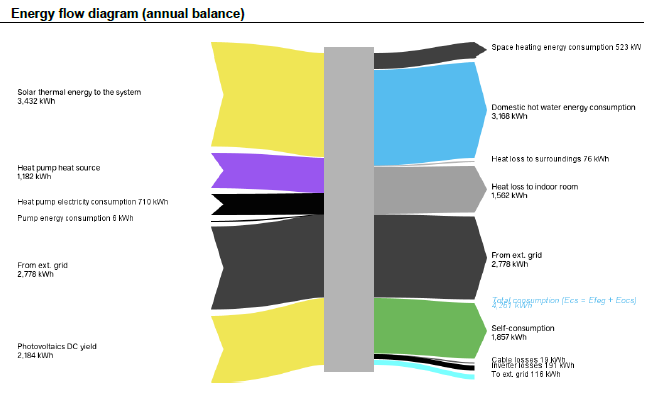 Energy flow diagram (annual balance)
Solar thermal energy to the system
3,432 kWh
Heat pump heat source
1,182 kWh
Heat pump electricity consumption 710 kWh
Pump energy consumption 6 kWh
From ext. grid
2,778 kWh
Photovoltaics DC yield
2,184 kWh
Space heating energy consumption 523 kW
Domestic hot water energy consumption
3,168 kWh
Heat loss to surroundings 76 kWh
Heat loss to indoor room
1,562 kWh
From ext. grid
2,778 kWh
Total consumption (Ecs = Efeg + Eocs)
kWh
Self-consumption
1,857 kWh
Cable losses 19 kWh
Inverter losses 191 kWh
To ext. grid 116 kWh